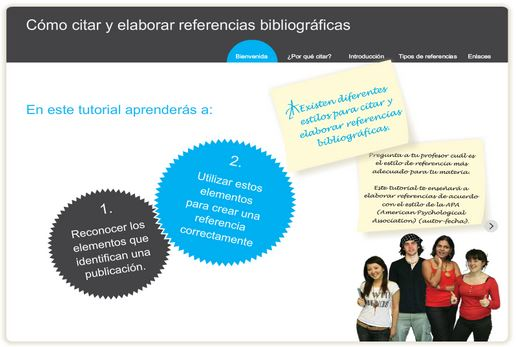 Cómo citar y elaborar referencias bibliográficas
Bienvenida ¿Por qué citar? Introducción Tipos de referencias Enlaces
En este tutorial aprenderás a:
Existen diferentes
estilos para citar y
elaborar referencias
bibliográficas.
Pregunta a tu profesor cuál es
el estilo de referencia más
adecuado para tu materia.
Este tutorial te enseñará a
elaborar referencias de acuerdo
con el estilo de la APA
(American Psychological
Association) (autor-fecha).
2.
Utilizar estos
elementos
para crear una
referencia
correctamente
1.
Reconocer los
elementos que
identifican una
publicación.